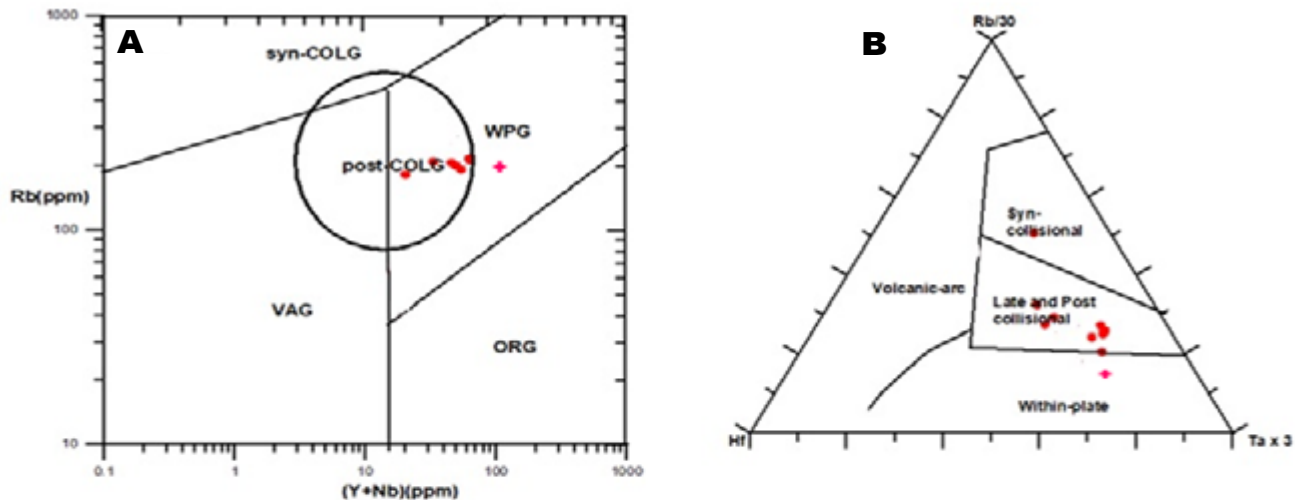 1000
A
syn-COLG
WPG
post-COLG
Rb(ppm)
100
VAG
ORG
10
0.1 1 10 100 1000
(Y+Nb)(ppm)
Rb/30
B
Syn-
collisional
Volcanic-arc
Late and Post
collisional
Within-plate
Hf
Ta x 3